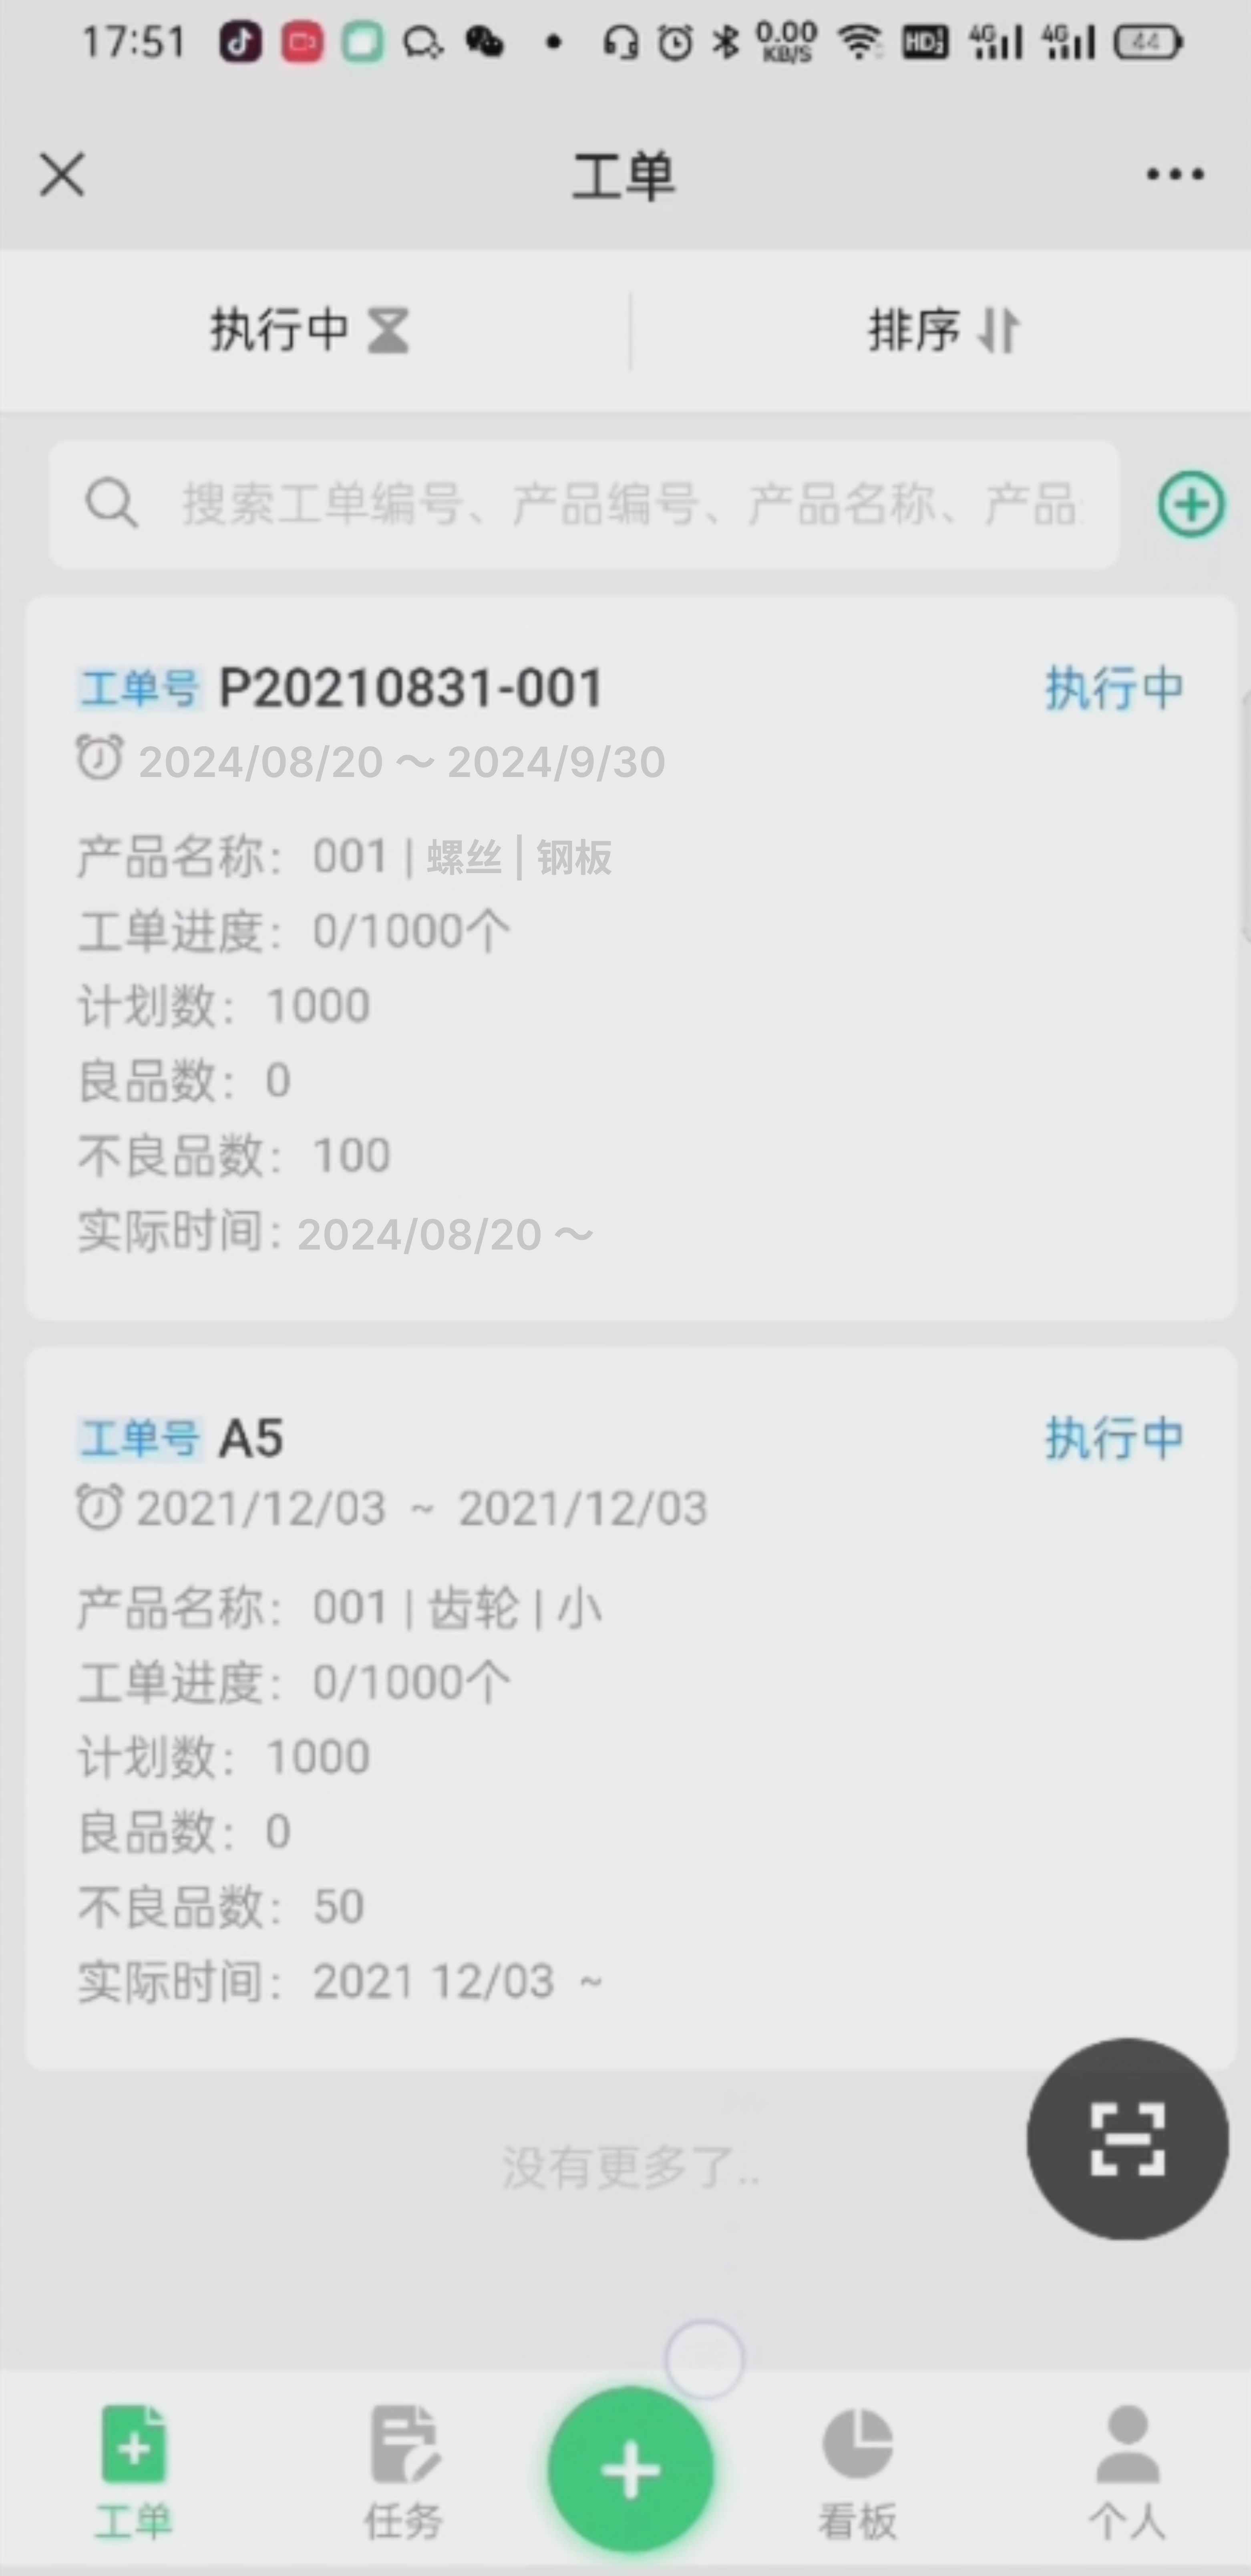 17:51 0.00 KB/S HD 4G 4G 44
工单
执行中 排序
搜索工单编号、产品编号、产品名称、产品
工单号 P20210831-001 执行中
2024/08/20 ～ 2024/9/30
产品名称： 001 | 螺丝 | 钢板
工单进度： 0/1000个
计划数： 1000
良品数： 0
不良品数： 100
实际时间：2024/08/20 ～
工单号 A5 执行中
2021/12/03 ~ 2021/12/03
产品名称： 001 | 齿轮 | 小
工单进度： 0/1000个
计划数： 1000
良品数： 0
不良品数： 50
实际时间： 2021 12/03 ~
没有更多了..
工单 任务 看板 个人